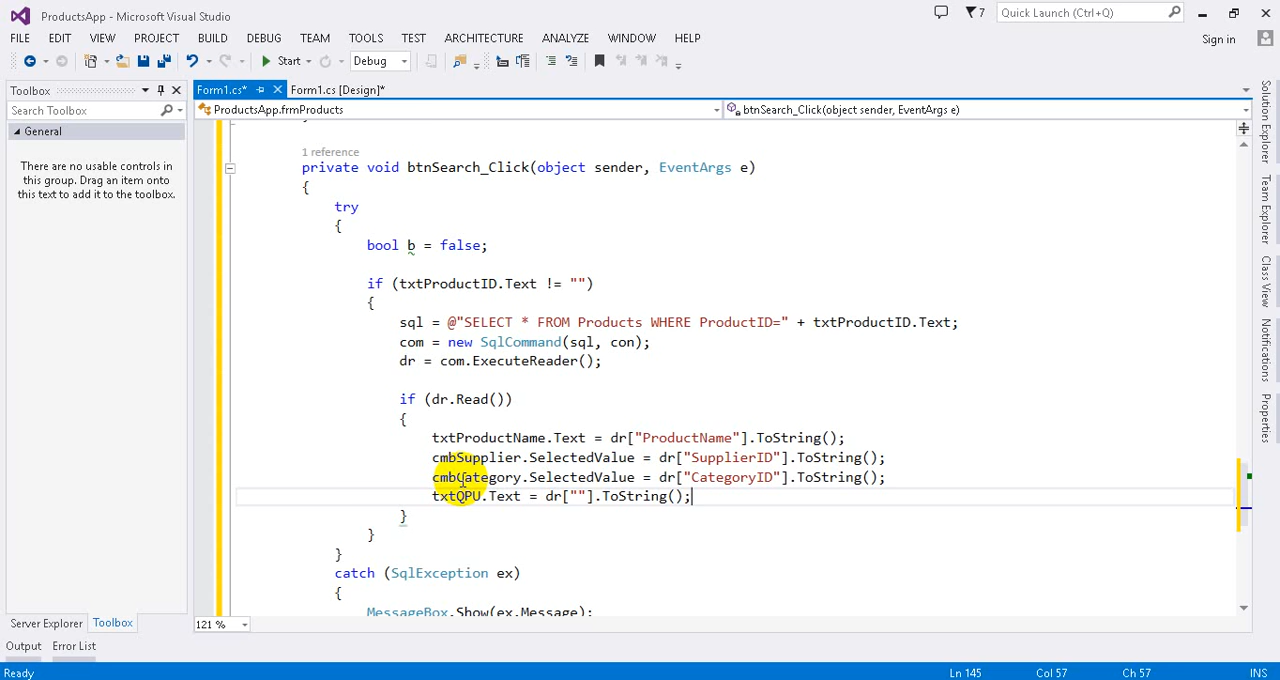 ProductsApp - Microsoft Visual Studio
7
Quick Launch (Ctrl+Q)
FILE EDIT VIEW PROJECT BUILD DEBUG TEAM TOOLS TEST ARCHITECTURE ANALYZE WINDOW HELP
Sign in
Start
Debug
Toolbox
Search Toolbox
General
There are no usable controls in
this group. Drag an item onto
this text to add it to the toolbox.
Form1.cs*
Form1.cs [Design]*
ProductsApp.frmProducts
btnSearch_Click(object sender, EventArgs e)
}
1 reference
private void btnSearch_Click(object sender, EventArgs e)
{
try
{
bool b = false;
if (txtProductID.Text != "")
{
sql = @"SELECT * FROM Products WHERE ProductID=" + txtProductID.Text;
com = new SqlCommand(sql, con);
dr = com.ExecuteReader();
if (dr.Read())
{
txtProductName.Text = dr["ProductName"].ToString();
cmbSupplier.SelectedValue = dr["SupplierID"].ToString();
cmbCategory.SelectedValue = dr["CategoryID"].ToString();
txtQPU.Text = dr[""].ToString();
}
}
}
catch (SqlException ex)
{
MessageBox.Show(ex.Message);
121 %
Solution Explorer
Team Explorer
Class View
Notifications
Properties
Server Explorer
Toolbox
Output
Error List
Ready
Ln 145
Col 57
Ch 57
INS